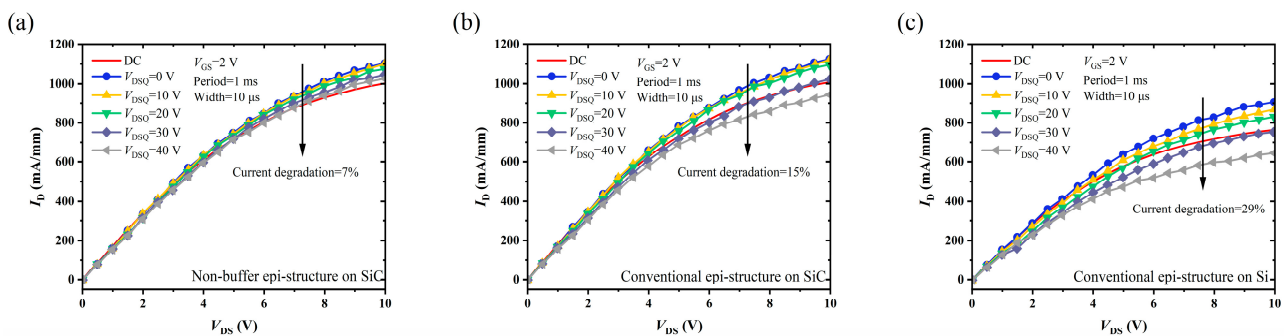 (a)
1200
1000
800
600
400
200
0
I_D (mA/mm)
DC
V_DSQ=0 V
V_DSQ=10 V
V_DSQ=20 V
V_DSQ=30 V
V_DSQ=40 V
V_GS=2 V
Period=1 ms
Width=10 μs
Current degradation=7%
Non-buffer epi-structure on SiC
0 2 4 6 8 10
V_DS (V)
(b)
1200
1000
800
600
400
200
0
I_D (mA/mm)
DC
V_DSQ=0 V
V_DSQ=10 V
V_DSQ=20 V
V_DSQ=30 V
V_DSQ=40 V
V_GS=2 V
Period=1 ms
Width=10 μs
Current degradation=15%
Conventional epi-structure on SiC
0 2 4 6 8 10
V_DS (V)
(c)
1200
1000
800
600
400
200
0
I_D (mA/mm)
DC
V_DSQ=0 V
V_DSQ=10 V
V_DSQ=20 V
V_DSQ=30 V
V_DSQ=40 V
V_GS=2 V
Period=1 ms
Width=10 μs
Current degradation=29%
Conventional epi-structure on Si
0 2 4 6 8 10
V_DS (V)